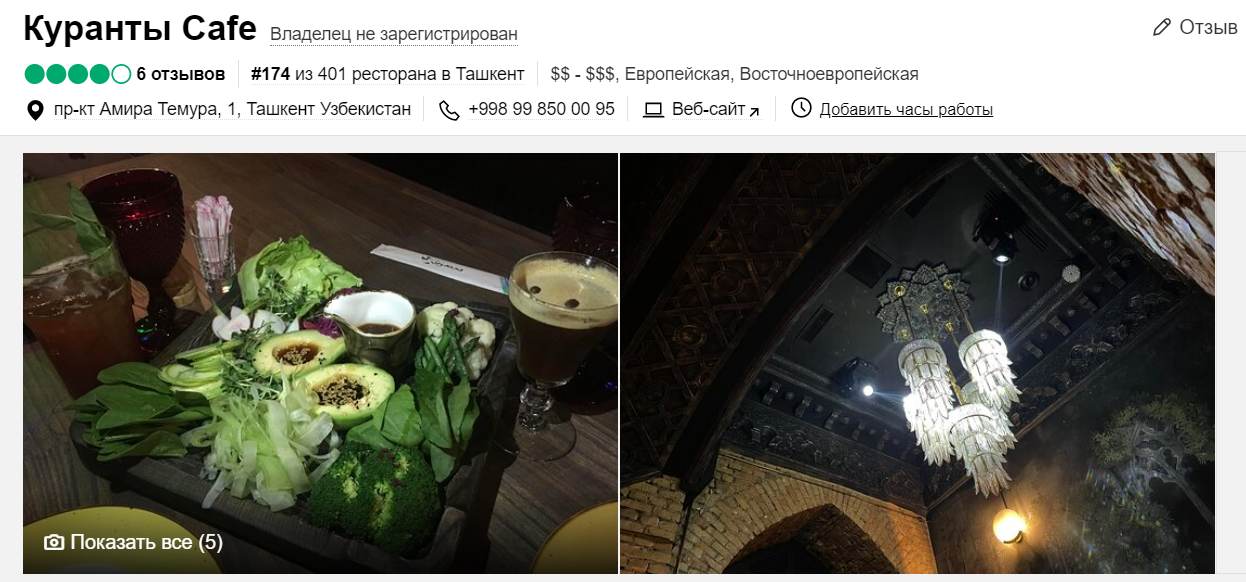 Куранты Cafe Владелец не зарегистрирован Отзыв
6 отзывов #174 из 401 ресторана в Ташкент $$ - $$$, Европейская, Восточноевропейская
пр-кт Амира Темура, 1, Ташкент Узбекистан +998 99 850 00 95 Веб-сайт Добавить часы работы
Показать все (5)